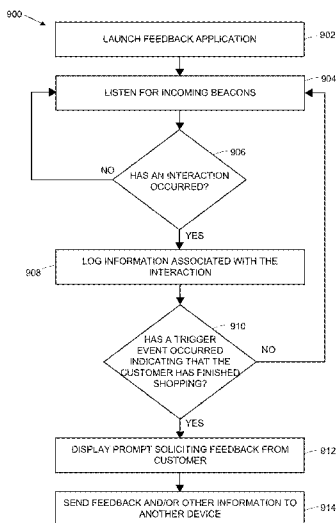 900
LAUNCH FEEDBACK APPLICATION
902
LISTEN FOR INCOMING BEACONS
904
906
NO
HAS AN INTERACTION
OCCURRED?
YES
908
LOG INFORMATION ASSOCIATED WITH THE
INTERACTION
910
HAS A TRIGGER
EVENT OCCURRED
INDICATING THAT THE
CUSTOMER HAS FINISHED
SHOPPING?
NO
YES
DISPLAY PROMPT SOLICITING FEEDBACK FROM
CUSTOMER
912
SEND FEEDBACK AND/OR OTHER INFORMATION TO
ANOTHER DEVICE
914